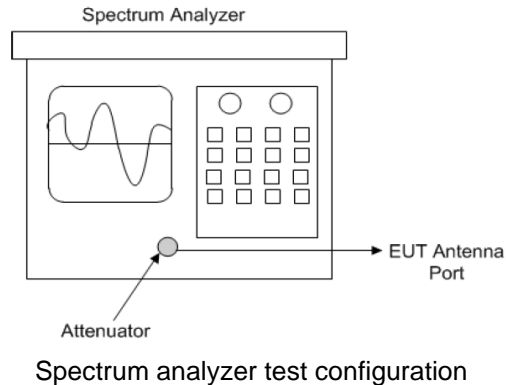 Spectrum Analyzer
EUT Antenna
Port
Attenuator
Spectrum analyzer test configuration